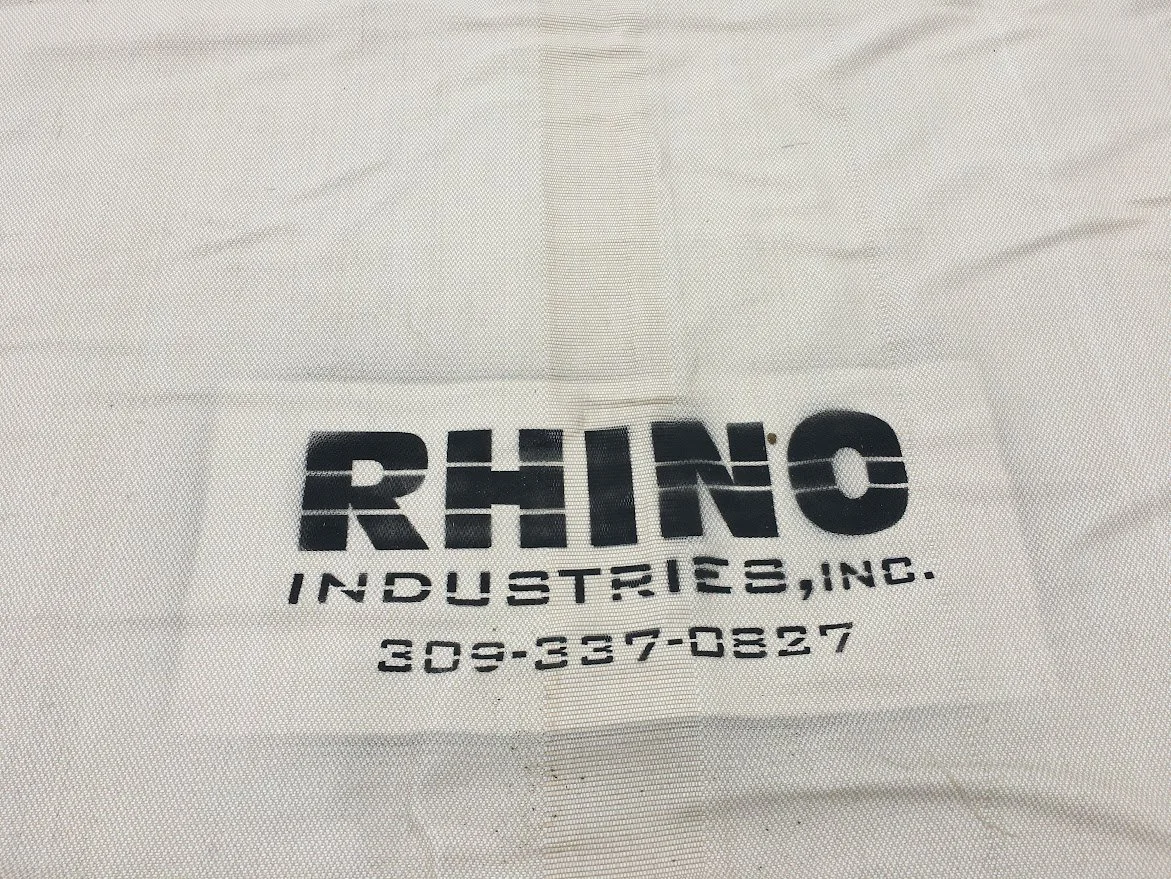 RHINO
INDUSTRIES, INC.
309-337-0827